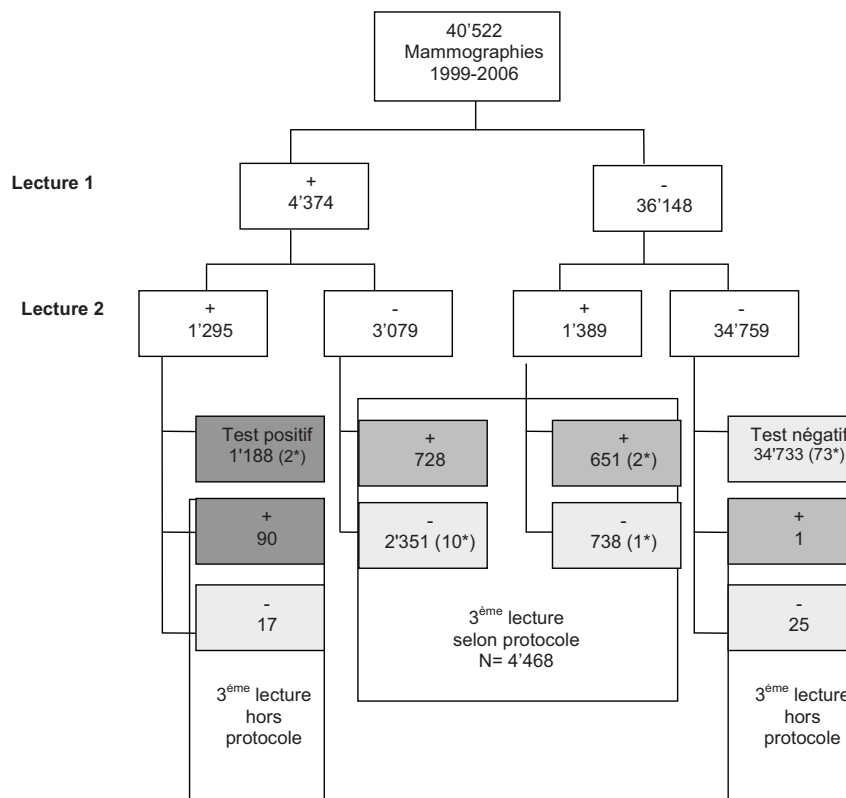 40’522
Mammographies
1999-2006
Lecture 1
+
4’374
-
36’148
Lecture 2
+
1’295
-
3’079
+
1’389
-
34’759
Test positif
1’188 (2*)
+
728
+
651 (2*)
Test négatif
34'733 (73*)
+
90
-
2'351 (10*)
-
738 (1*)
+
1
-
17
3ème lecture
selon protocole
N= 4’468
-
25
3ème lecture
hors
protocole
3ème lecture
hors
protocole